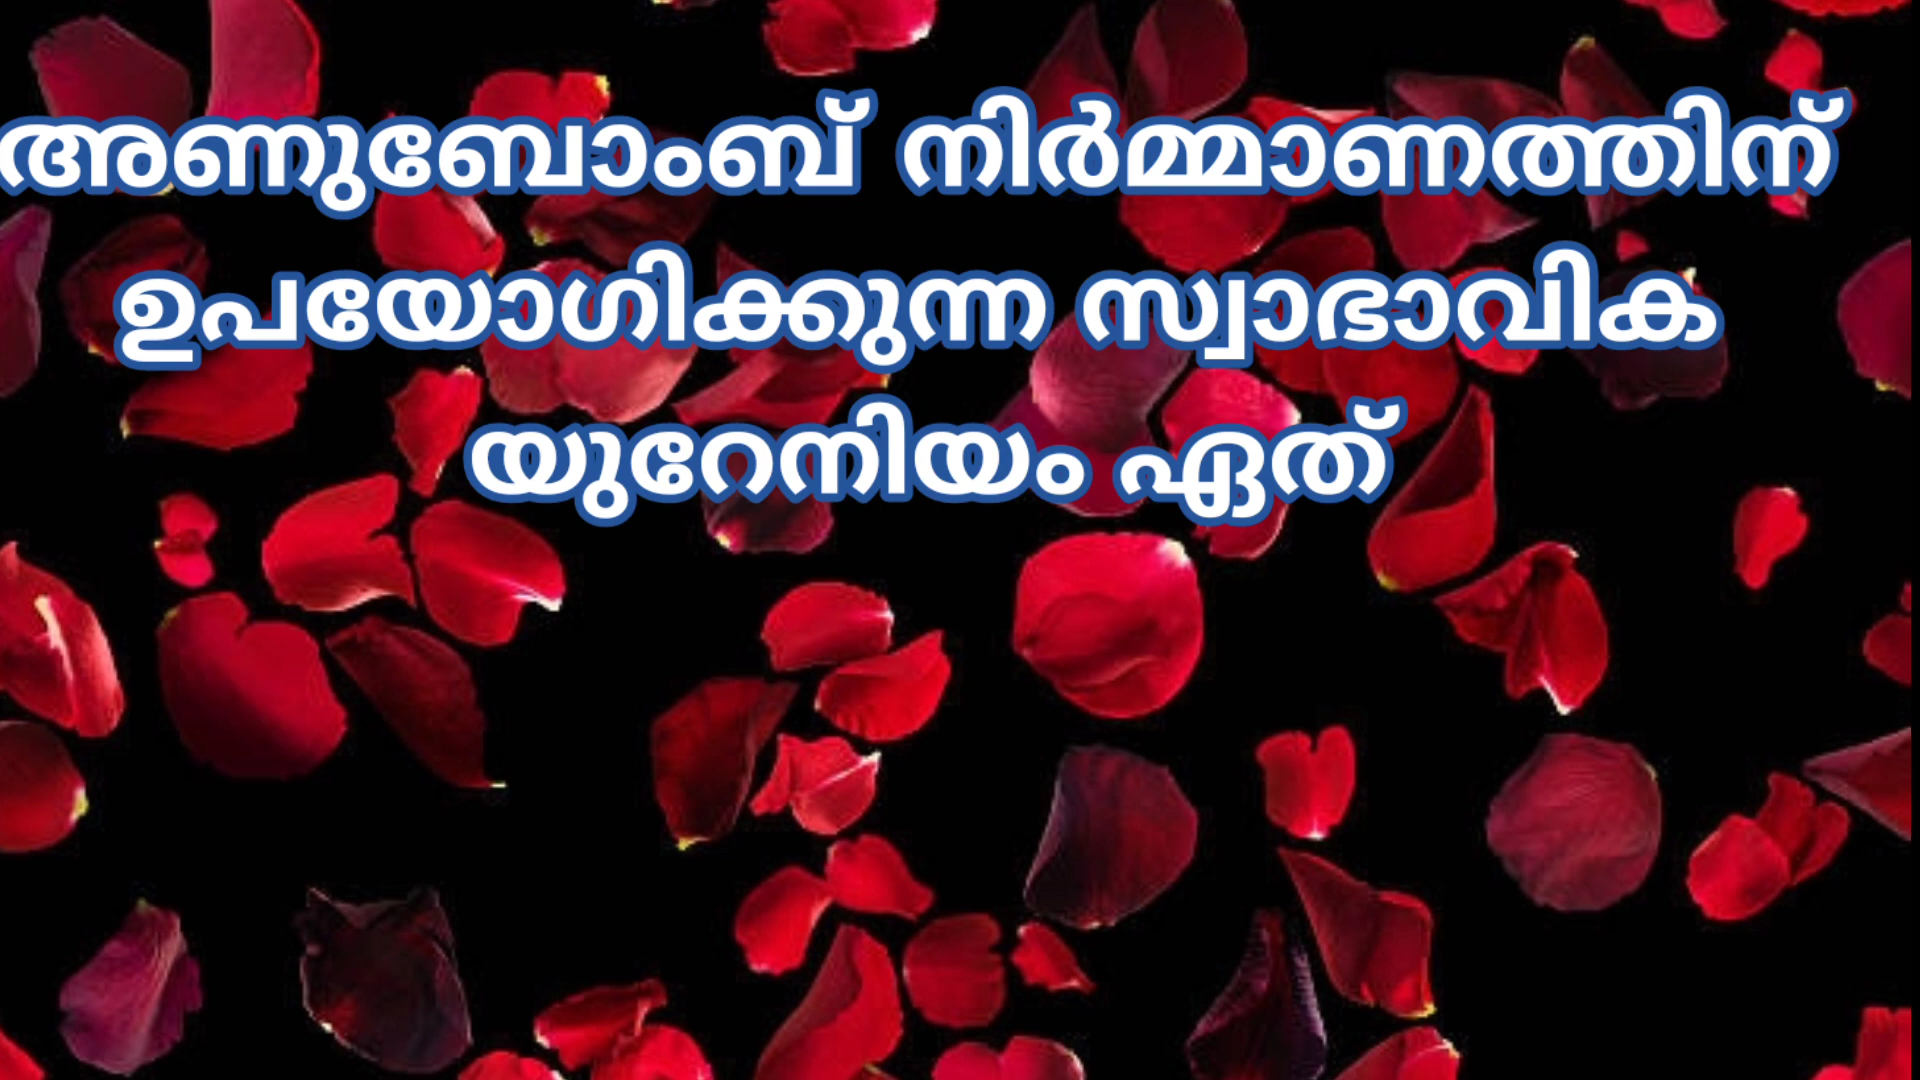 അണുബോംബ് നിർമ്മാണത്തിന്
ഉപയോഗിക്കുന്ന സ്വാഭാവിക
യുറേനിയം ഏത്